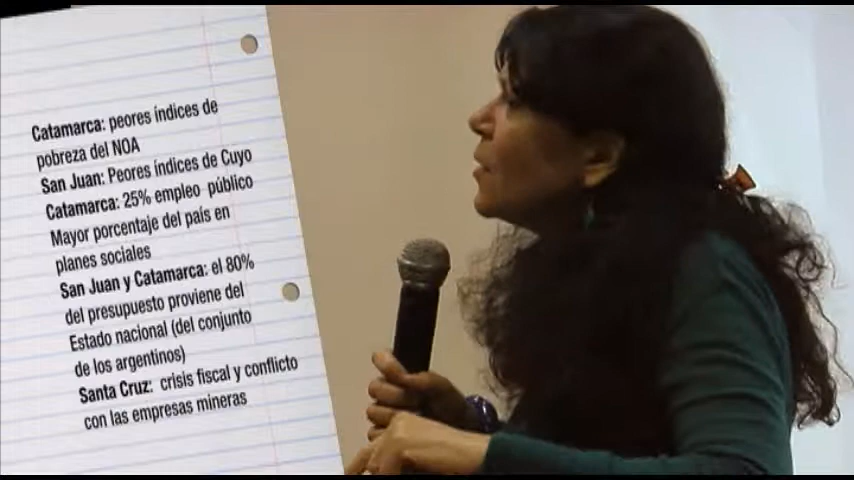 Catamarca: peores índices de
pobreza del NOA
San Juan: Peores índices de Cuyo
Catamarca: 25% empleo público
Mayor porcentaje del país en
planes sociales
San Juan y Catamarca: el 80%
del presupuesto proviene del
Estado nacional (del conjunto
de los argentinos)
Santa Cruz: crisis fiscal y conflicto
con las empresas mineras